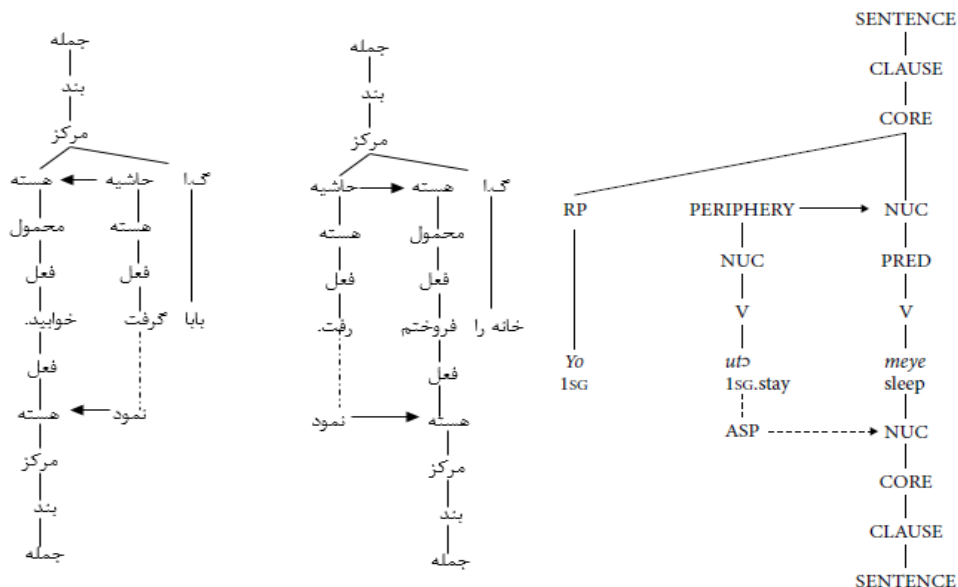 جمله
بند
مرکز
گدا حاشیه هسته
هسته محمول
فعل فعل
بابا گرفت خوابید.
فعل
نمود هسته
مرکز
بند
جمله
جمله
بند
مرکز
گدا هسته حاشیه
محمول هسته
فعل فعل
خانه را فروختم رفت.
فعل
هسته نمود
مرکز
بند
جمله
SENTENCE
CLAUSE
CORE
RP PERIPHERY NUC
NUC PRED
V V
Yo utɔ meye
1SG 1SG.stay sleep
ASP NUC
CORE
CLAUSE
SENTENCE